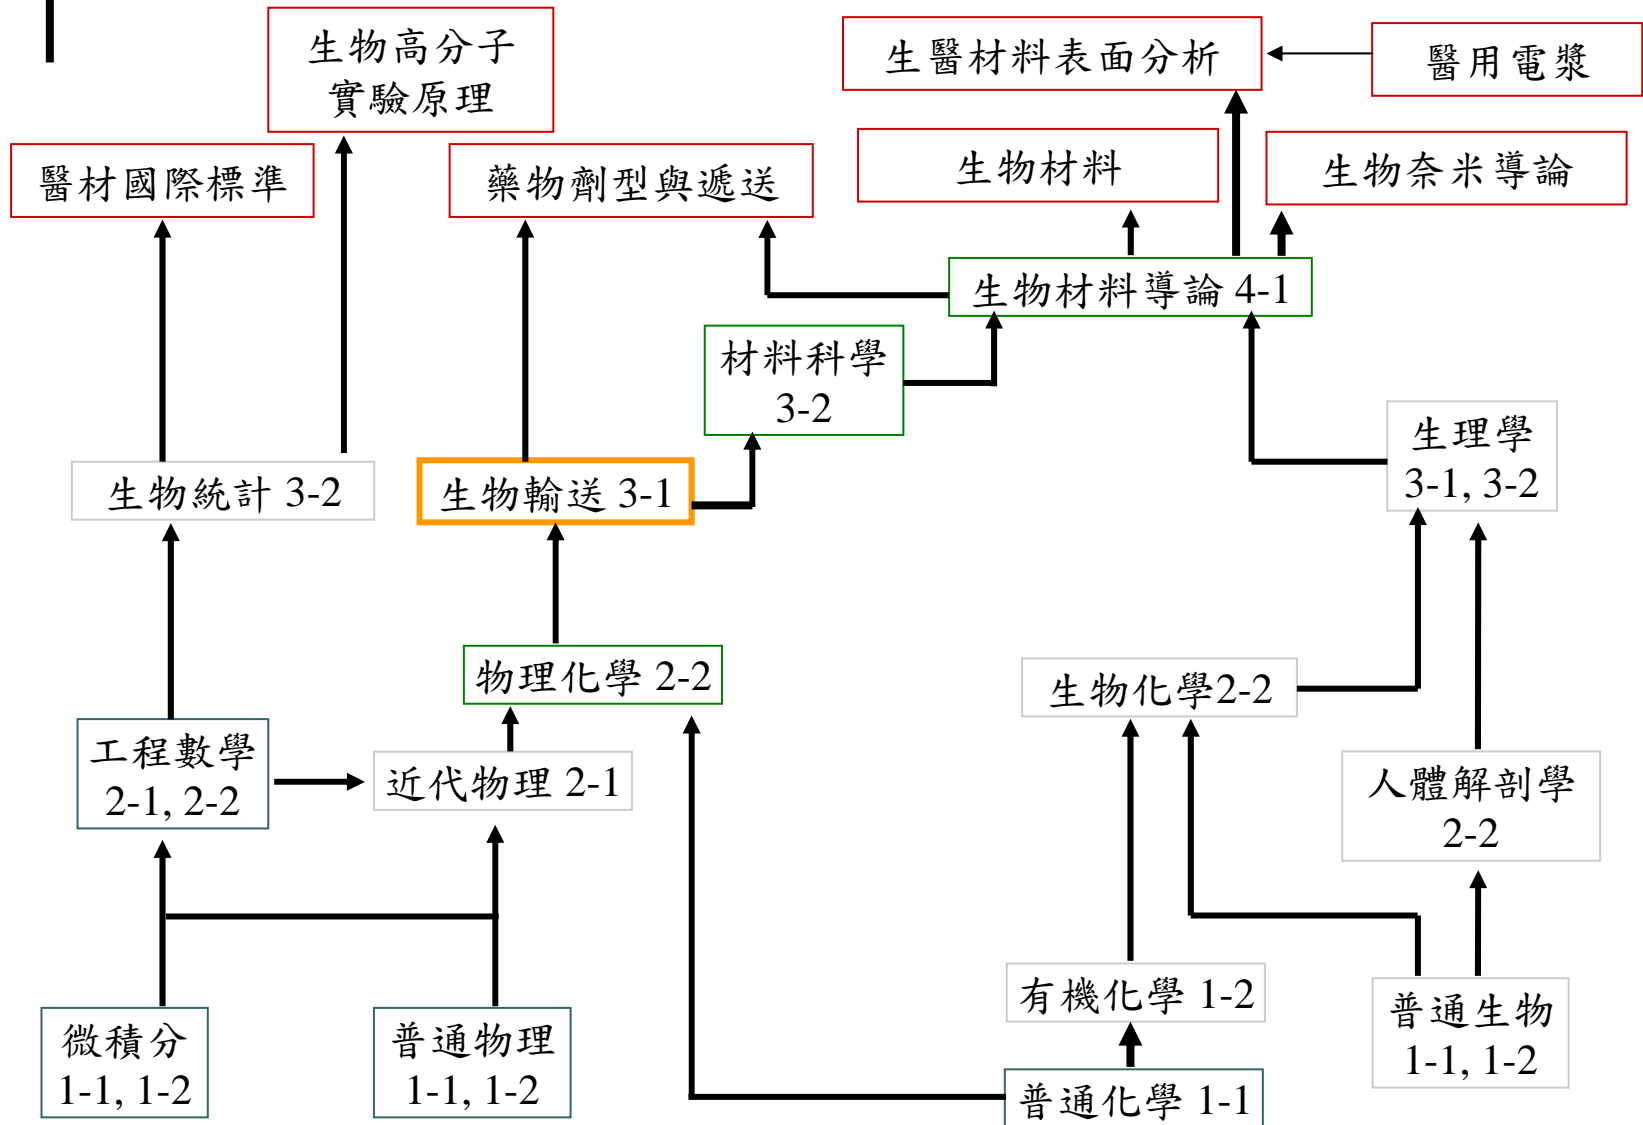 生物高分子
實驗原理
生醫材料表面分析
醫用電漿
醫材國際標準
藥物劑型與遞送
生物材料
生物奈米導論
生物材料導論 4-1
材料科學
3-2
生理學
3-1, 3-2
生物統計 3-2
生物輸送 3-1
物理化學 2-2
生物化學2-2
工程數學
2-1, 2-2
近代物理 2-1
人體解剖學
2-2
有機化學 1-2
普通生物
1-1, 1-2
微積分
1-1, 1-2
普通物理
1-1, 1-2
普通化學 1-1